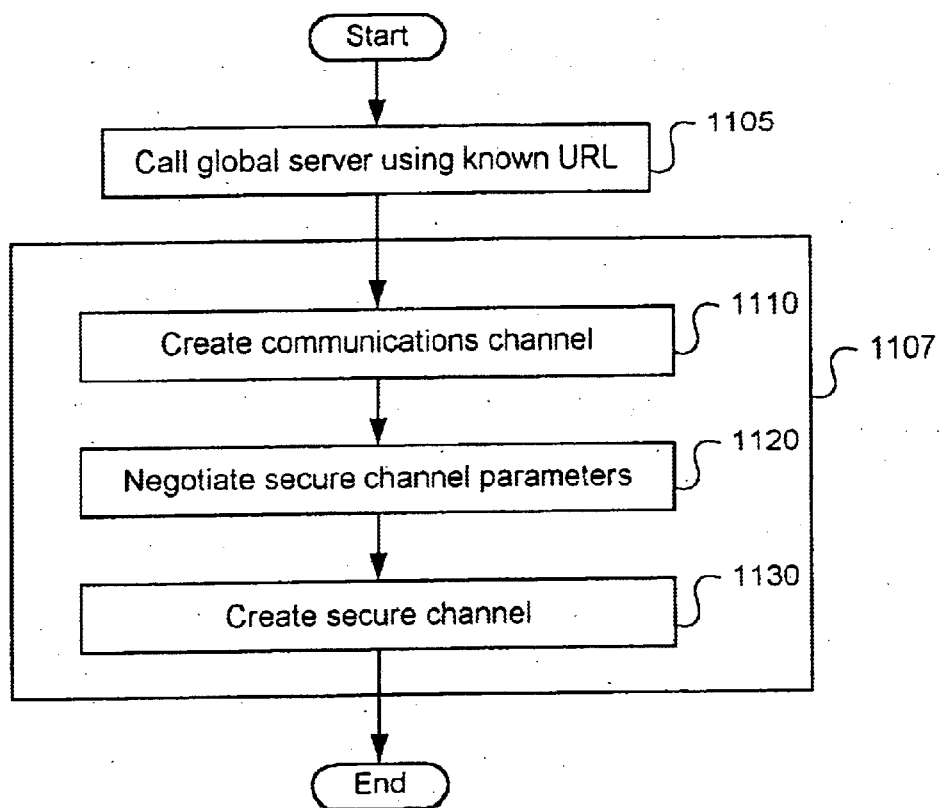 Start
Call global server using known URL
1105
Create communications channel
1110
1107
Negotiate secure channel parameters
1120
Create secure channel
1130
End